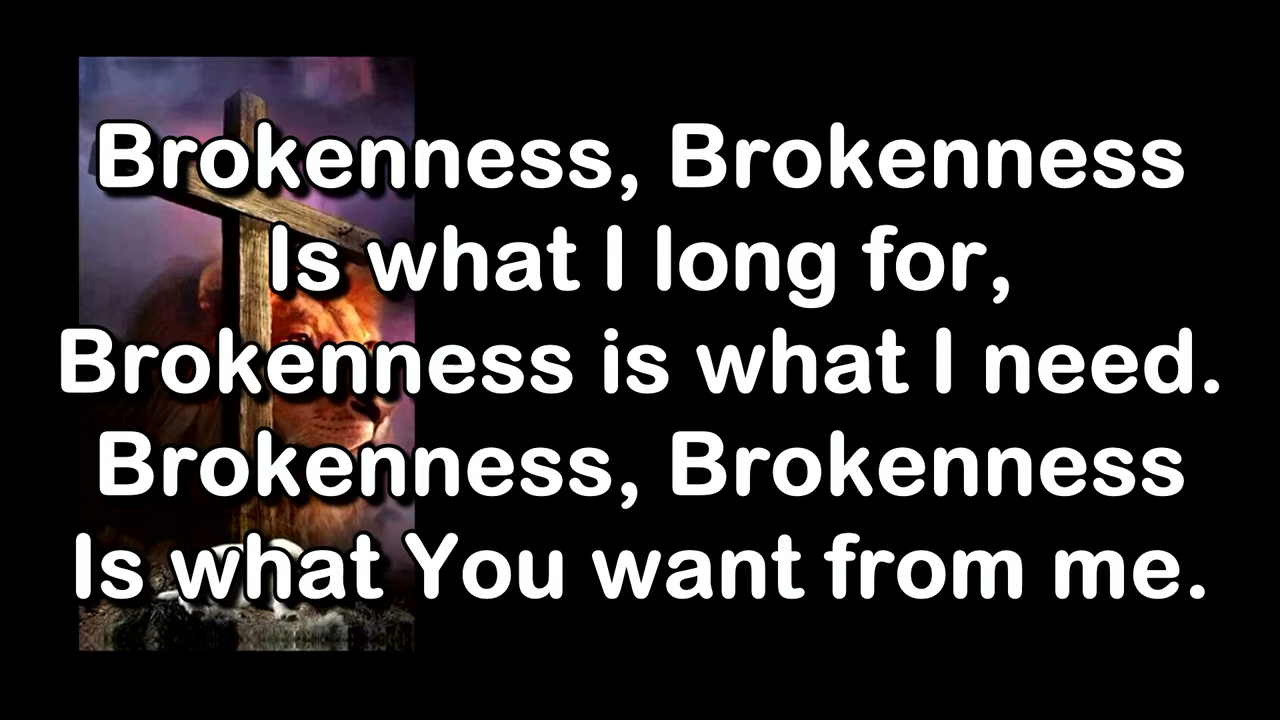 Brokenness, Brokenness
Is what I long for,
Brokenness is what I need.
Brokenness, Brokenness
Is what You want from me.